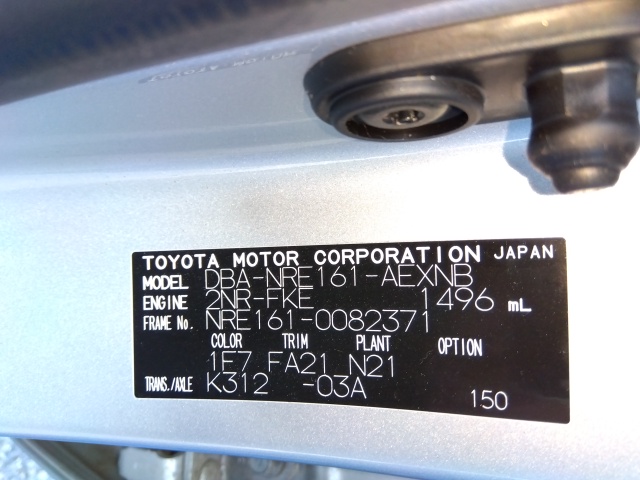 TOYOTA MOTOR CORPORATION JAPAN
MODEL DBA-NRE161-AEXNB
ENGINE 2NR-FKE 1496 mL
FRAME No. NRE161-0082371
COLOR TRIM PLANT OPTION
1F7 FA21 N21
TRANS./AXLE K312 -03A
150